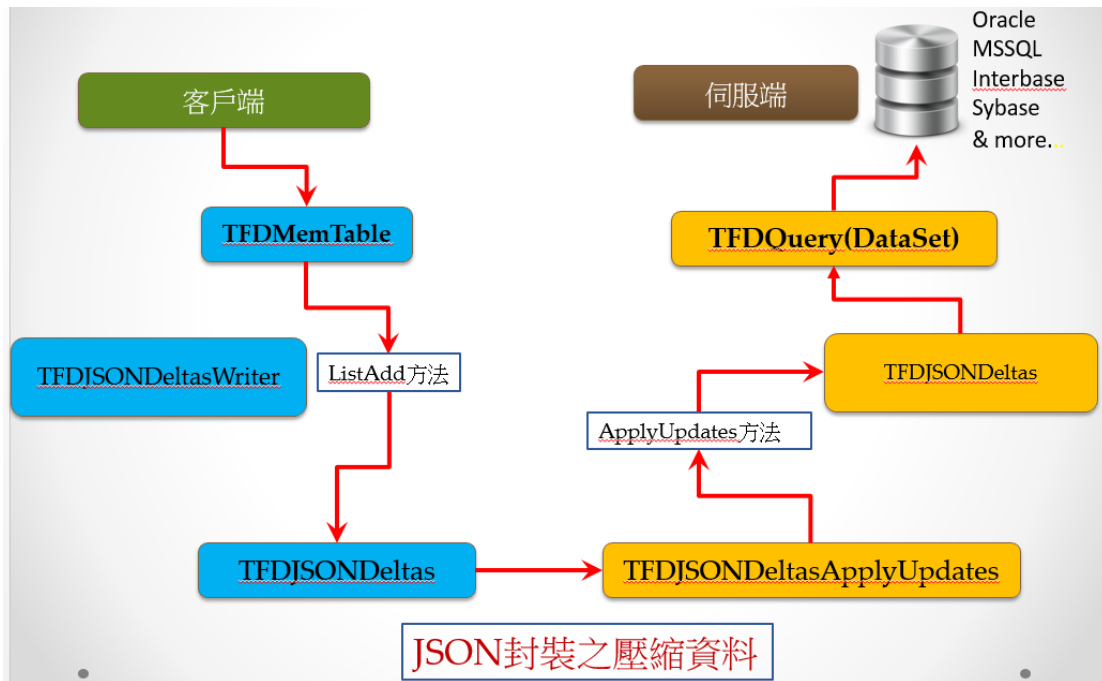 客戶端
TFDMemTable
TFDJSONDeltasWriter
ListAdd方法
TFDJSONDeltas
伺服端
Oracle
MSSQL
Interbase
Sybase
& more...
TFDQuery(DataSet)
TFDJSONDeltas
ApplyUpdates方法
TFDJSONDeltasApplyUpdates
JSON封裝之壓縮資料